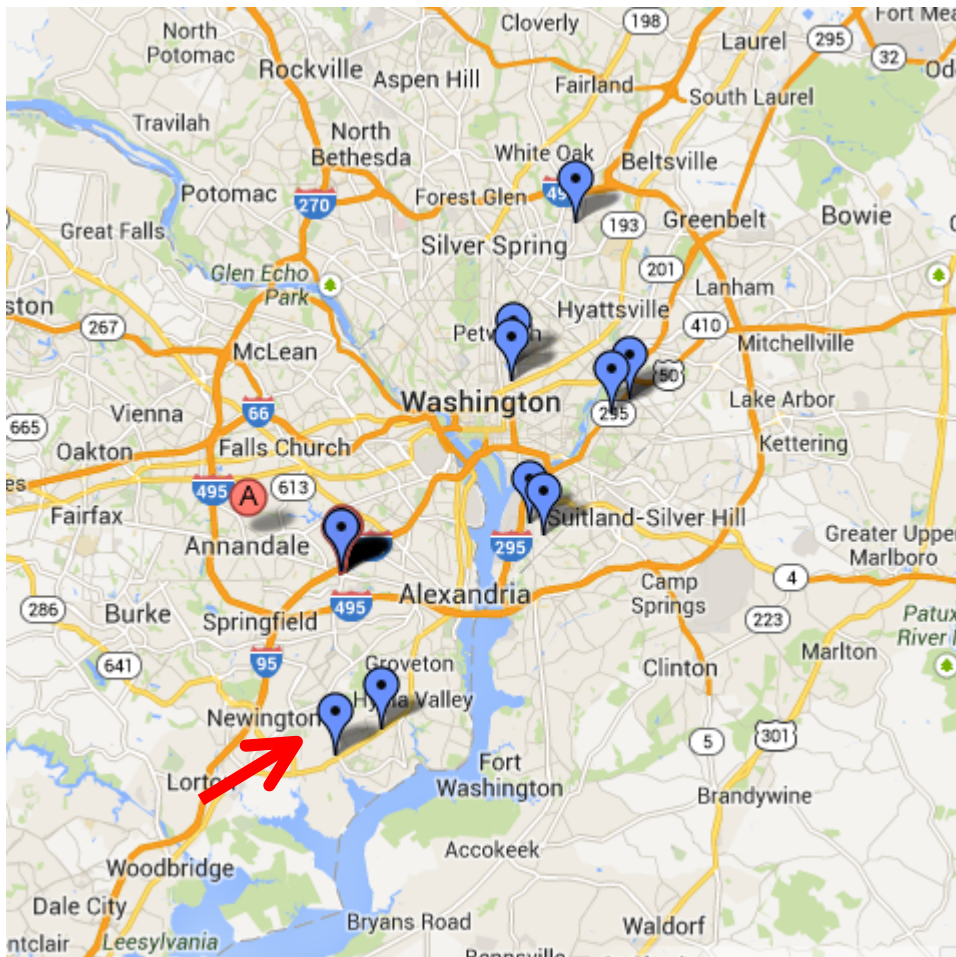 Cloverly
198
Fort Mea
North
Potomac
Laurel
295
32
Rockville
Aspen Hill
Fairland
South Laurel
Travilah
North
Bethesda
White Oak
Beltsville
Potomac
270
Forest Glen
Bowie
Great Falls
Silver Spring
193
Greenbelt
Glen Echo
Park
201
Lanham
ston
267
Hyattsville
410
McLean
Mitchellville
50
Vienna
66
Washington
295
Lake Arbor
665
Oakton
Falls Church
Kettering
es
495
A
613
Fairfax
Suitland-Silver Hill
Annandale
295
Greater Upper
Marlboro
286
Burke
495
Alexandria
Camp
Springs
4
Springfield
223
Patux
River
641
95
Groveton
Clinton
Marlton
Valley
Newington
5
301
Fort
Washington
Brandywine
Woodbridge
Accokeek
Dale City
Bryans Road
Waldorf
ntclair
Leesylvania